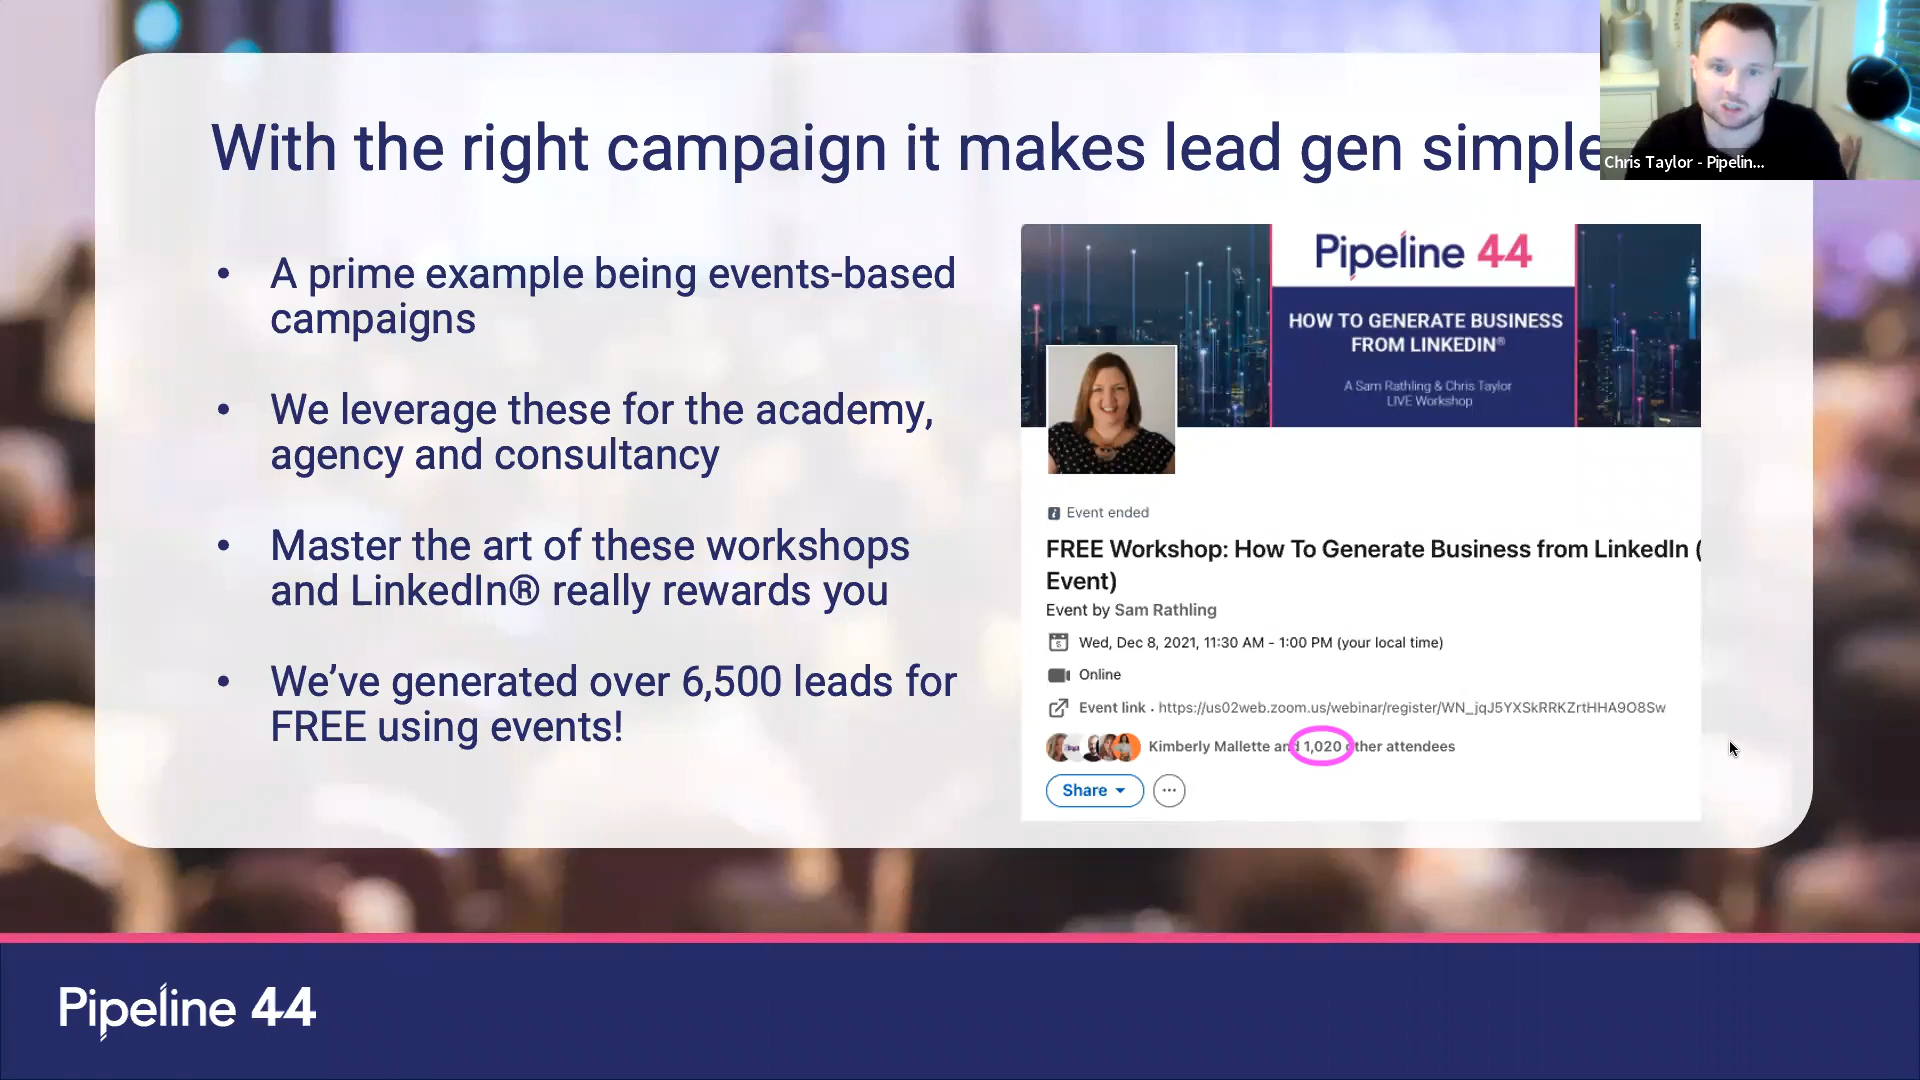 With the right campaign it makes lead gen simple
Chris Taylor - Pipelin...
• A prime example being events-based
campaigns
• We leverage these for the academy,
agency and consultancy
• Master the art of these workshops
and LinkedIn® really rewards you
• We’ve generated over 6,500 leads for
FREE using events!
Pipeline 44
HOW TO GENERATE BUSINESS
FROM LINKEDIN®
A Sam Rathling & Chris Taylor
LIVE Workshop
Event ended
FREE Workshop: How To Generate Business from LinkedIn (
Event)
Event by Sam Rathling
Wed, Dec 8, 2021, 11:30 AM - 1:00 PM (your local time)
Online
Event link · https://us02web.zoom.us/webinar/register/WN_jqJ5YXSkRRKZrtHHA9O8Sw
Kimberly Mallette and 1,020 other attendees
Share
Pipeline 44